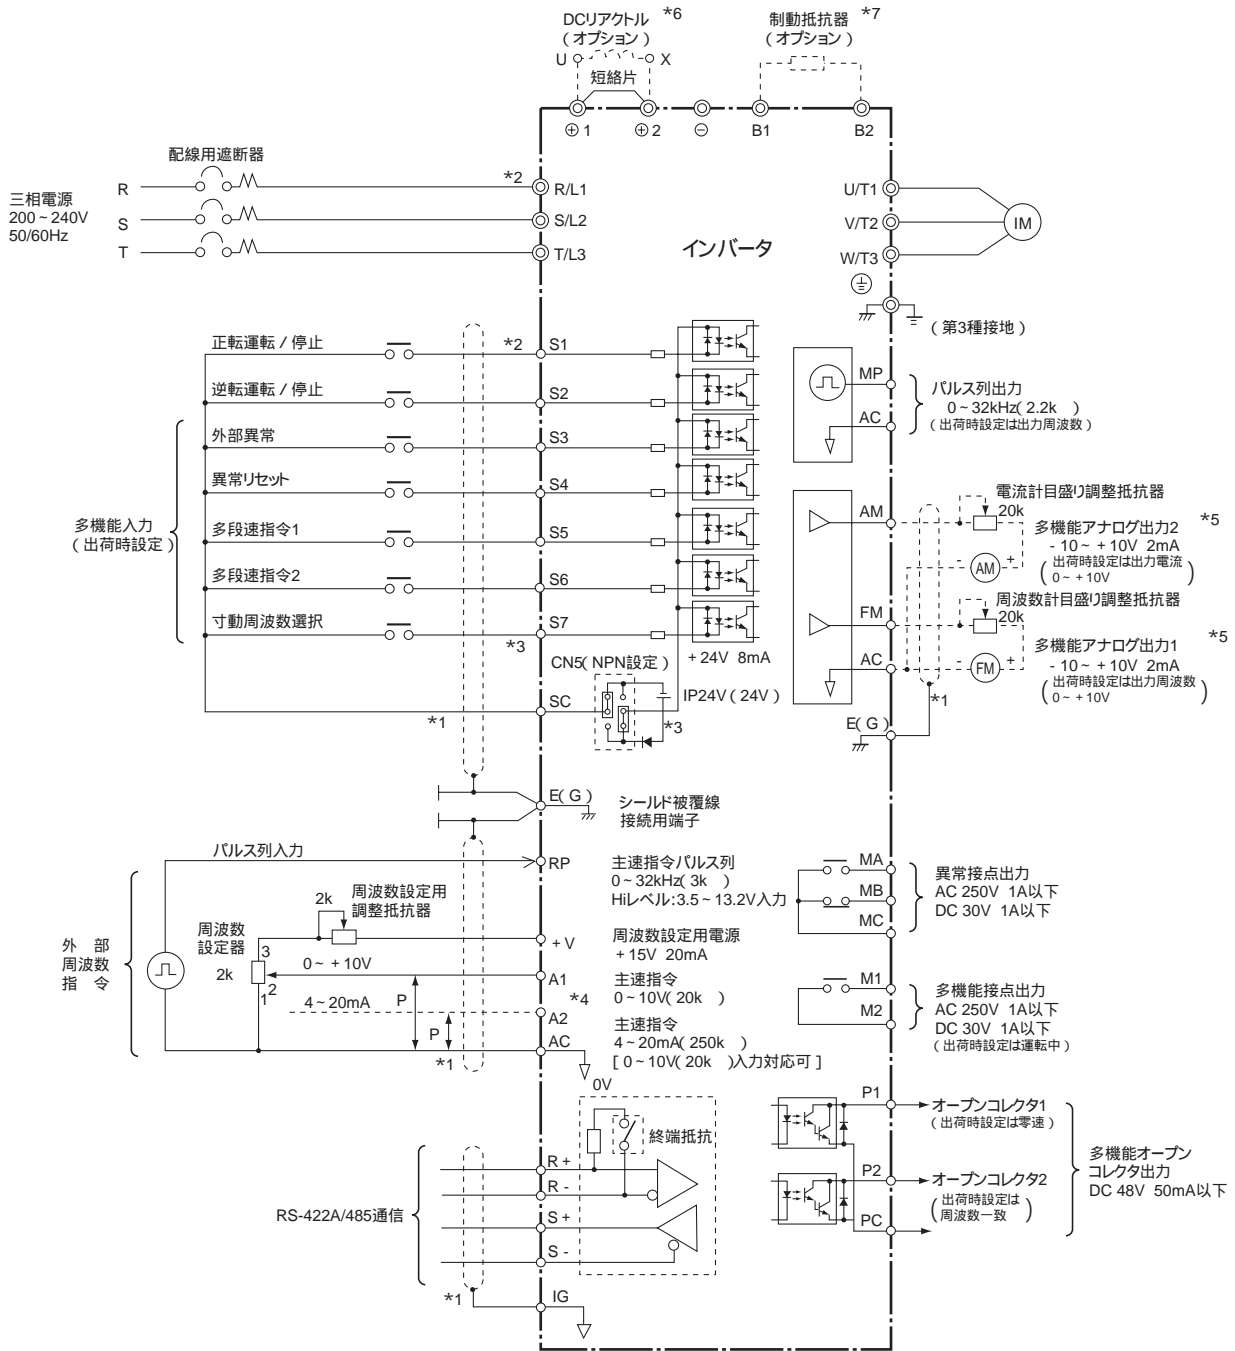 DCリアクトル *6
( オプション )
U X
短絡片
制動抵抗器 *7
( オプション )
⊕ 1
⊕ 2
⊖
B1
B2
配線用遮断器
三相電源
200 ~ 240V
50/60Hz
R
S
T
*2
R/L1
S/L2
T/L3
インバータ
U/T1
V/T2
W/T3
IM
( 第3種接地 )
正転運転 / 停止
*2
S1
逆転運転 / 停止
S2
外部異常
S3
異常リセット
S4
多段速指令1
S5
多段速指令2
S6
寸動周波数選択
*3
S7
多機能入力
( 出荷時設定 )
CN5( NPN設定 )
+ 24V 8mA
IP24V ( 24V )
*3
SC
*1
MP
AC
パルス列出力
0 ~ 32kHz( 2.2k )
( 出荷時設定は出力周波数 )
AM
電流計目盛り調整抵抗器
20k
多機能アナログ出力2 *5
- 10 ~ + 10V 2mA
( 出荷時設定は出力電流
0 ~ + 10V )
- AM +
FM
周波数計目盛り調整抵抗器
20k
多機能アナログ出力1 *5
- 10 ~ + 10V 2mA
( 出荷時設定は出力周波数
0 ~ + 10V )
- FM +
AC
*1
E( G )
E( G )
シールド被覆線
接続用端子
パルス列入力
RP
主速指令パルス列
0 ~ 32kHz( 3k )
Hiレベル:3.5 ~ 13.2V入力
外 部
周波数
指 令
2k
周波数設定用
調整抵抗器
周波数
設定器
2k
3
2
1
+ V
周波数設定用電源
+ 15V 20mA
0 ~ + 10V
A1
主速指令
0 ~ 10V( 20k )
4 ~ 20mA
P
P
*4
A2
主速指令
4 ~ 20mA( 250k )
[ 0 ~ 10V( 20k )入力対応可 ]
*1
AC
0V
MA
MB
MC
異常接点出力
AC 250V 1A以下
DC 30V 1A以下
M1
M2
多機能接点出力
AC 250V 1A以下
DC 30V 1A以下
( 出荷時設定は運転中 )
RS-422A/485通信
R +
R -
S +
S -
終端抵抗
*1
IG
P1
オープンコレクタ1
( 出荷時設定は零速 )
P2
オープンコレクタ2
( 出荷時設定は
周波数一致 )
PC
多機能オープン
コレクタ出力
DC 48V 50mA以下